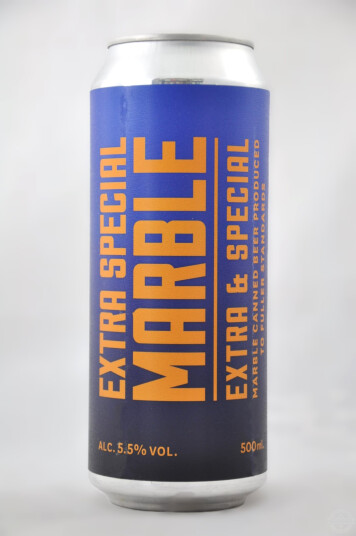 EXTRA SPECIAL
MARBLE
EXTRA & SPECIAL
MARBLE CANNED BEER PRODUCED
TO FULLER STANDARDS.
ALC. 5.5% VOL.
500mL